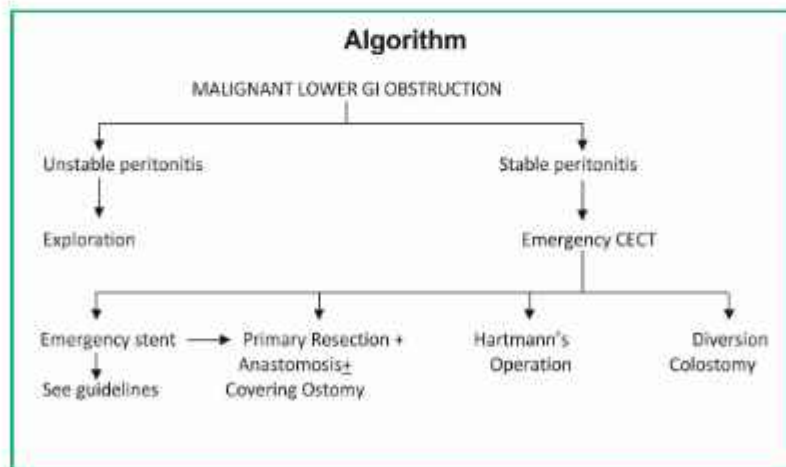 Algorithm
MALIGNANT LOWER GI OBSTRUCTION
Unstable peritonitis
Stable peritonitis
Exploration
Emergency CECT
Emergency stent
Primary Resection +
Anastomosis±
Covering Ostomy
Hartmann's
Operation
Diversion
Colostomy
See guidelines